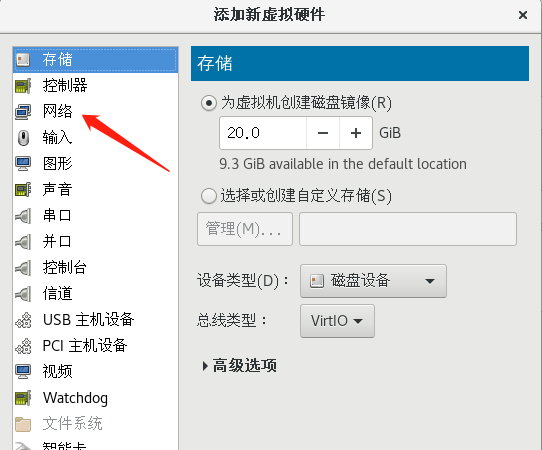 添加新虚拟硬件
存储
控制器
网络
输入
图形
声音
串口
并口
控制台
信道
USB 主机设备
PCI 主机设备
视频
Watchdog
文件系统
智能卡
存储
为虚拟机创建磁盘镜像(R)
20.0 − + GiB
9.3 GiB available in the default location
选择或创建自定义存储(S)
管理(M)...
设备类型(D)： 磁盘设备
总线类型： VirtIO
高级选项